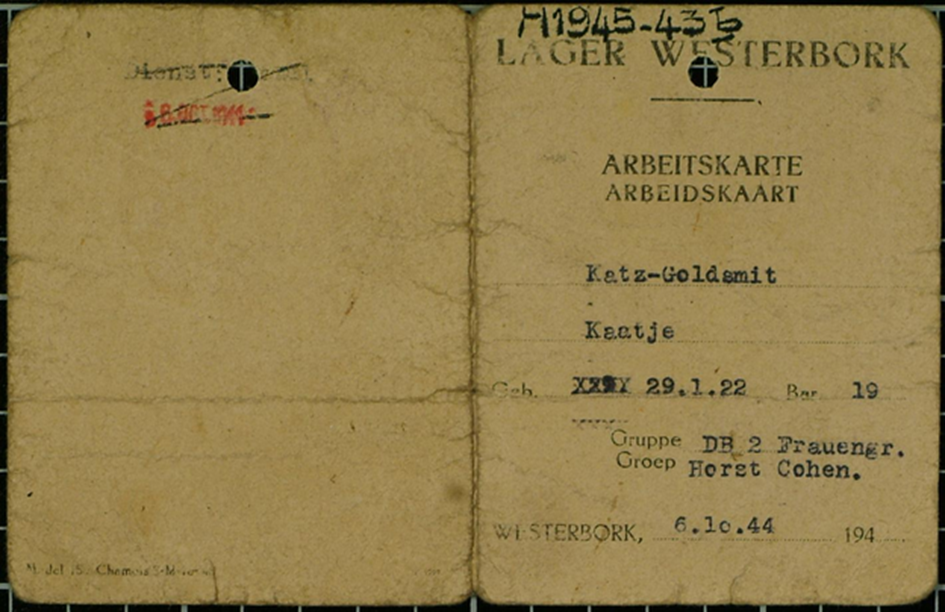 H1945-43
LAGER WESTERBORK
ARBEITSKARTE
ARBEIDSKAART
Katz-Goldsmit
Kaatje
Geb. 29.1.22 Bar. 19
Gruppe DB 2 Frauengr.
Groep Horst Cohen.
WESTERBORK, 6.10.44 194